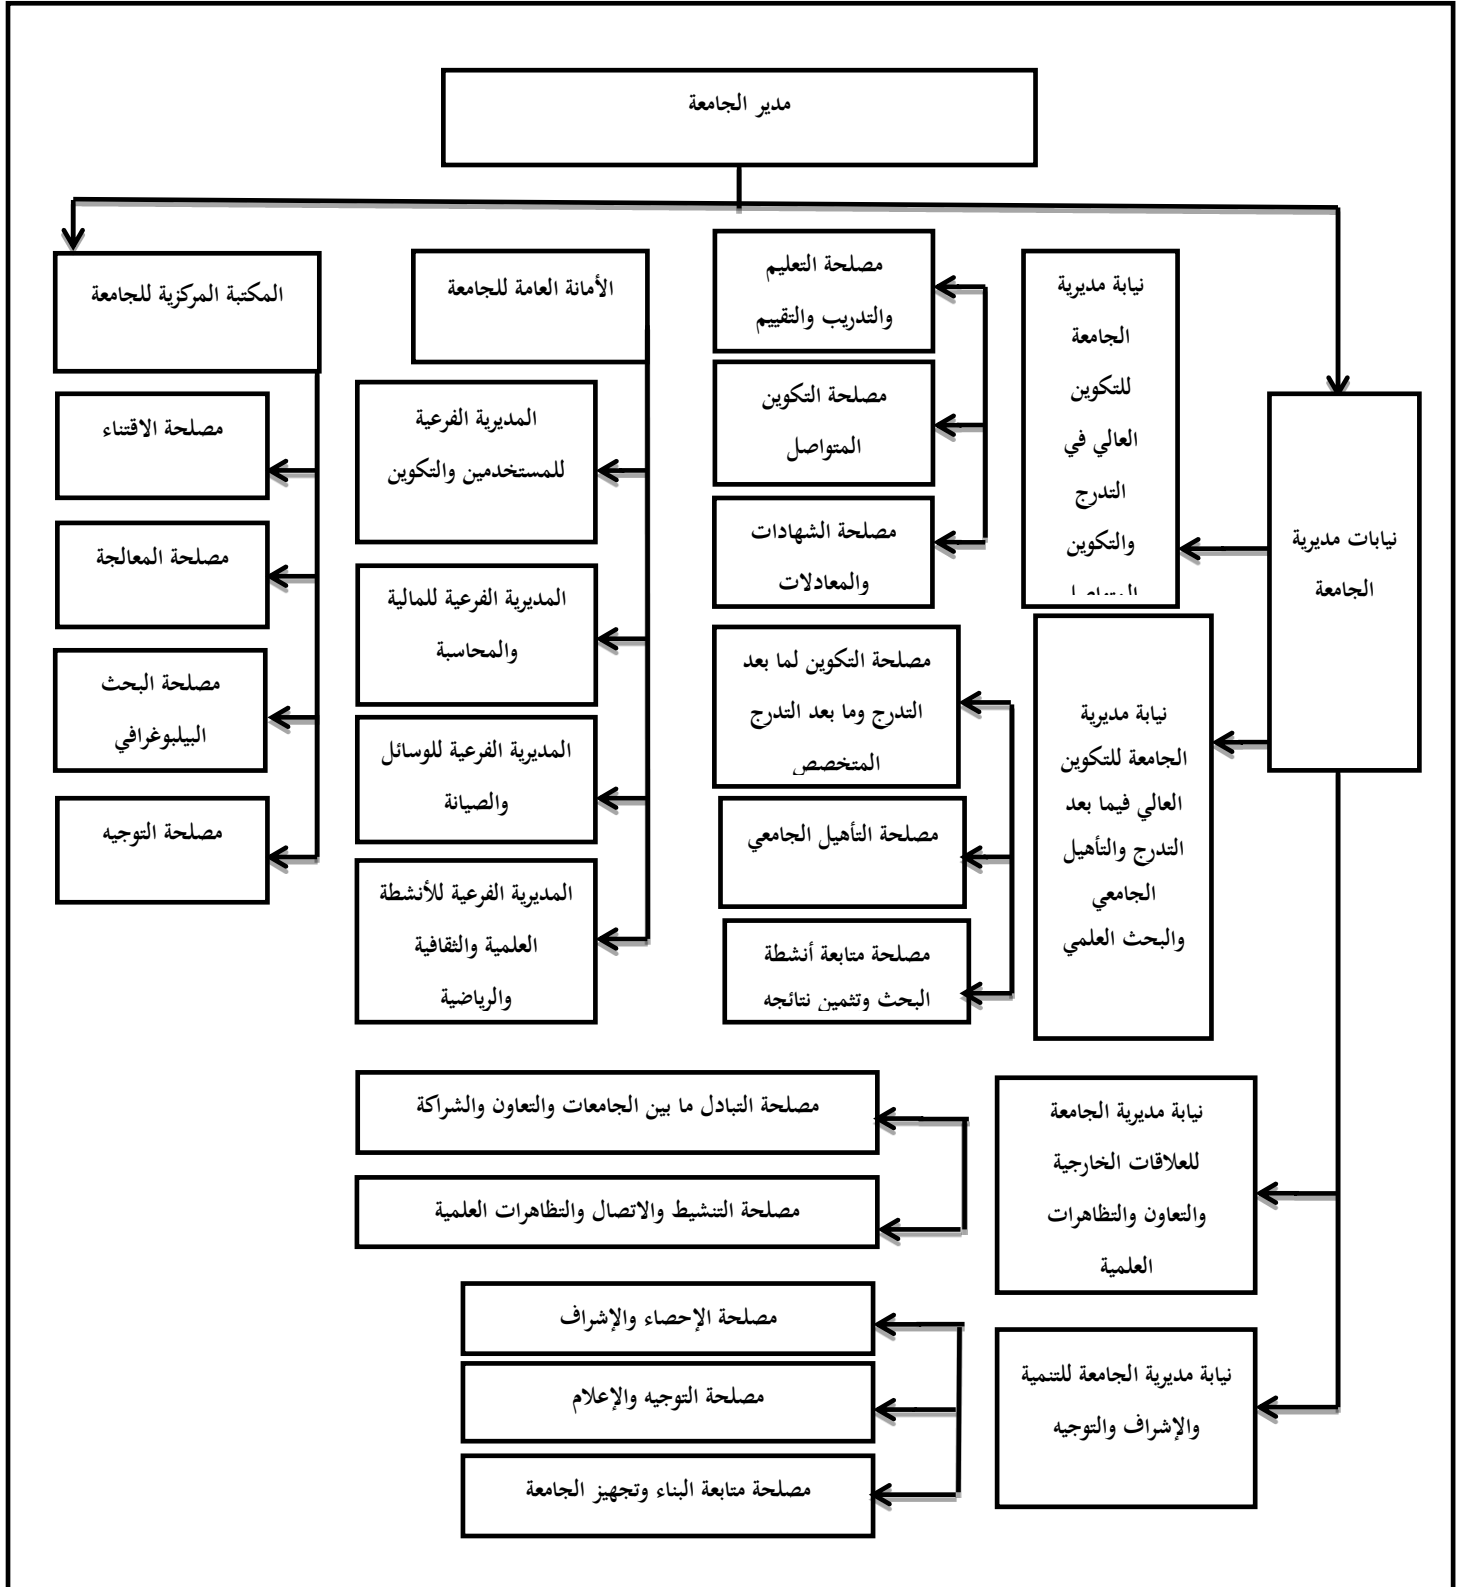 مدير الجامعة
نيابات مديرية
الجامعة
نيابة مديرية
الجامعة
للتكوين
العالي في
التدرج
والتكوين
مصلحة التعليم
والتدريب والتقييم
مصلحة التكوين
المتواصل
مصلحة الشهادات
والمعادلات
نيابة مديرية
الجامعة للتكوين
العالي فيما بعد
التدرج والتأهيل
الجامعي
والبحث العلمي
مصلحة التكوين لما بعد
التدرج وما بعد التدرج
المتخصص
مصلحة التأهيل الجامعي
مصلحة متابعة أنشطة
البحث وتثمين نتائجه
نيابة مديرية الجامعة
للعلاقات الخارجية
والتعاون والتظاهرات
العلمية
مصلحة التبادل ما بين الجامعات والتعاون والشراكة
مصلحة التنشيط والاتصال والتظاهرات العلمية
نيابة مديرية الجامعة للتنمية
والإشراف والتوجيه
مصلحة الإحصاء والإشراف
مصلحة التوجيه والإعلام
مصلحة متابعة البناء وتجهيز الجامعة
الأمانة العامة للجامعة
المديرية الفرعية
للمستخدمين والتكوين
المديرية الفرعية للمالية
والمحاسبة
المديرية الفرعية للوسائل
والصيانة
المديرية الفرعية للأنشطة
العلمية والثقافية
والرياضية
المكتبة المركزية للجامعة
مصلحة الاقتناء
مصلحة المعالجة
مصلحة البحث
البيلبوغرافي
مصلحة التوجيه